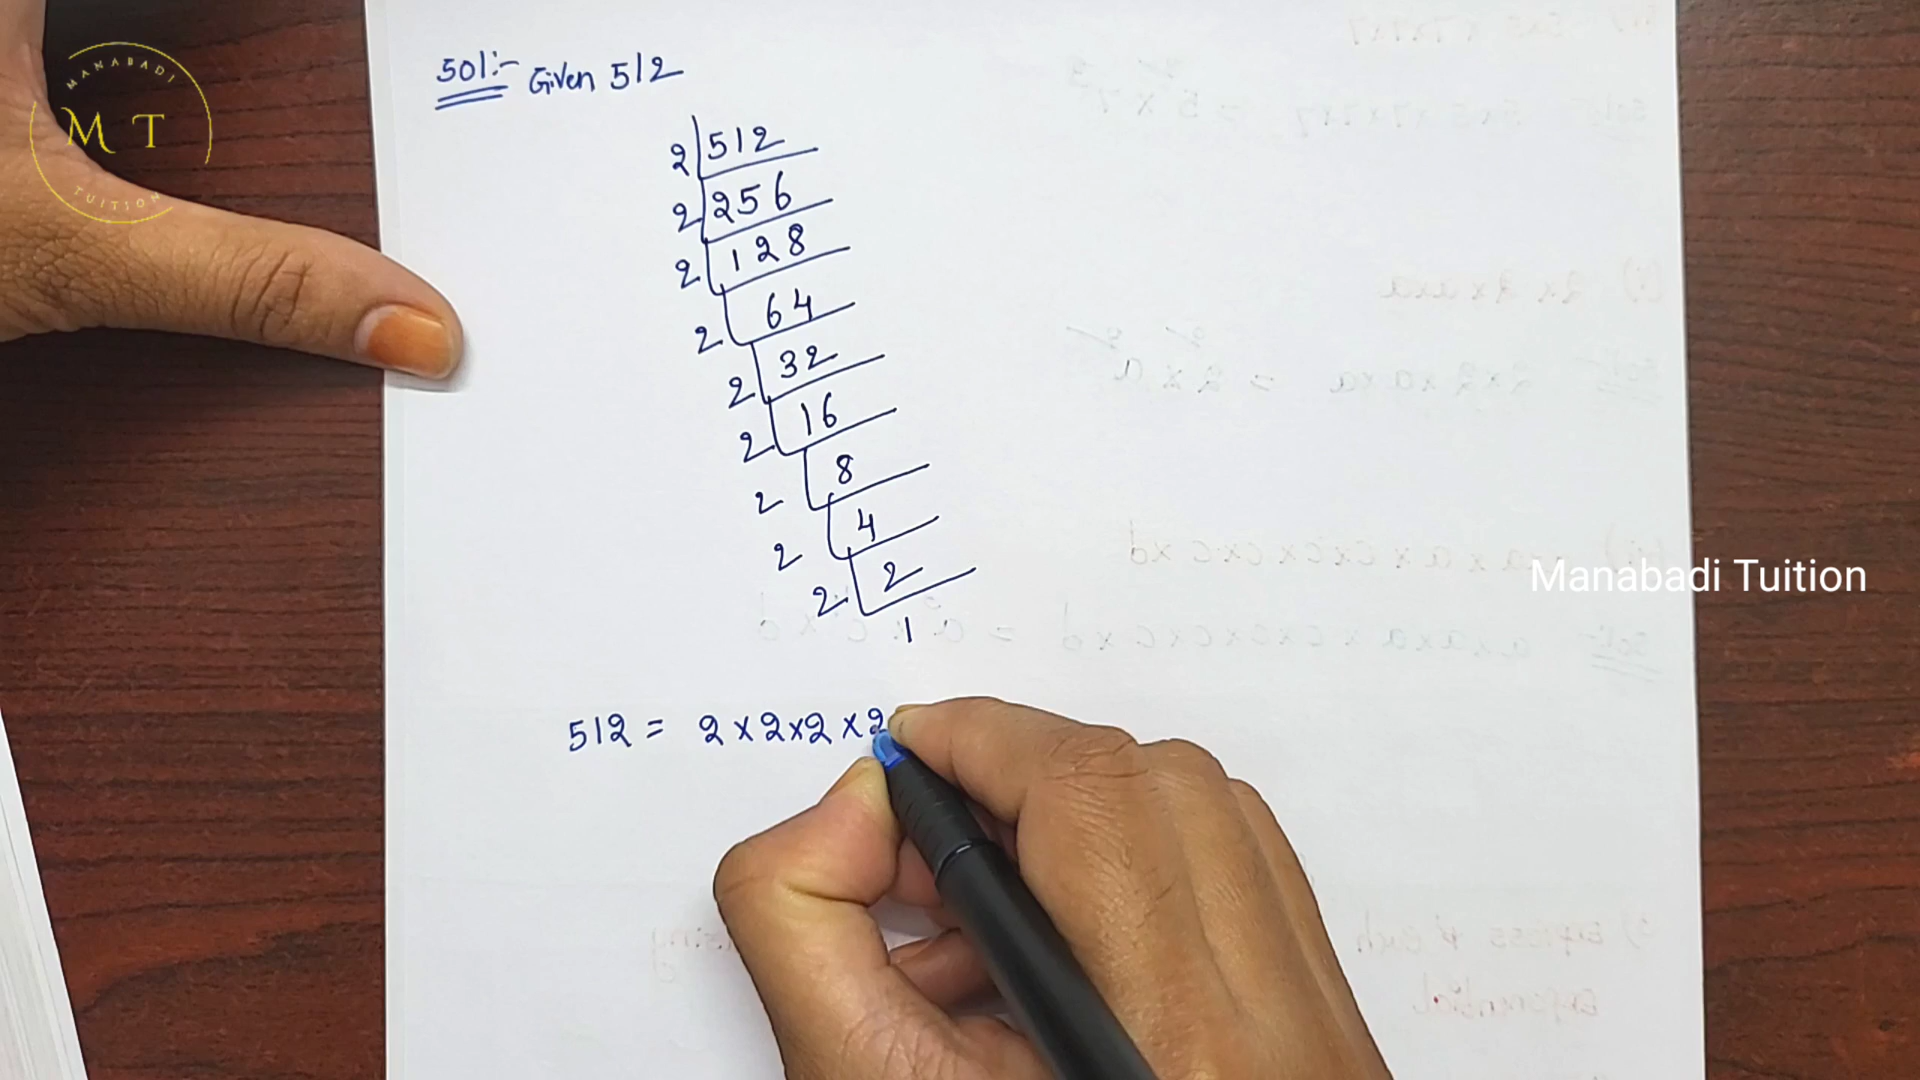 MANABADI
MT
TUITION
Sol:- Given 512
2 | 512
2 | 256
2 | 128
2 | 64
2 | 32
2 | 16
2 | 8
2 | 4
2 | 2
1
512 = 2 × 2 × 2 × 2
Manabadi Tuition